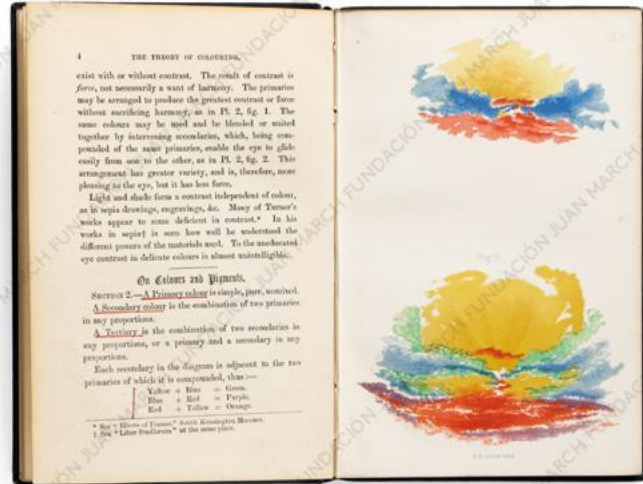 4 THE THEORY OF COLOURING.
exist with or without contrast. The result of contrast is
force, not necessarily a want of harmony. The primaries
may be arranged to produce the greatest contrast or force
without sacrificing harmony, as in Pl. 2, fig. 1. The
same colours may be used and be blended or united
together by intervening secondaries, which, being com-
pounded of the same primaries, enable the eye to glide
easily from one to the other, as in Pl. 2, fig. 2. This
arrangement has greater variety, and is, therefore, more
pleasing to the eye, but it has less force.
Light and shade form a contrast independent of colour,
as in sepia drawings, engravings, &c. Many of Turner's
works appear to some deficient in contrast.* In his
works in sepia† is seen how well he understood the
different powers of the materials used. To the uneducated
eye contrast in delicate colours is almost unintelligible.
On Colours and Pigments.
SECTION 2.—A Primary colour is simple, pure, unmixed.
A Secondary colour is the combination of two primaries
in any proportions.
A Tertiary is the combination of two secondaries in
any proportions, or a primary and a secondary in any
proportions.
Each secondary in the diagram is adjacent to the two
primaries of which it is compounded, thus:—
Yellow + Blue = Green.
Blue + Red = Purple.
Red + Yellow = Orange.
* See "Rivers of France," South Kensington Museum.
† See "Liber Studiorum" at the same place.
FUNDACIÓN JUAN MARCH